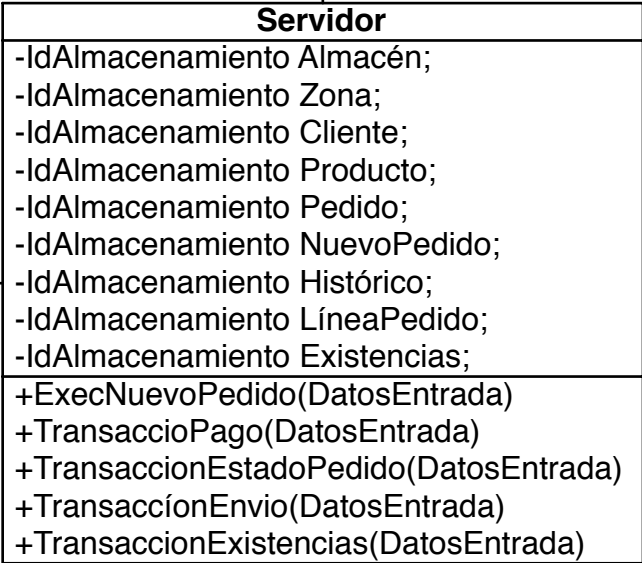 Servidor
-IdAlmacenamiento Almacén;
-IdAlmacenamiento Zona;
-IdAlmacenamiento Cliente;
-IdAlmacenamiento Producto;
-IdAlmacenamiento Pedido;
-IdAlmacenamiento NuevoPedido;
-IdAlmacenamiento Histórico;
-IdAlmacenamiento LíneaPedido;
-IdAlmacenamiento Existencias;
+ExecNuevoPedido(DatosEntrada)
+TransaccioPago(DatosEntrada)
+TransaccionEstadoPedido(DatosEntrada)
+TransaccíonEnvio(DatosEntrada)
+TransaccionExistencias(DatosEntrada)